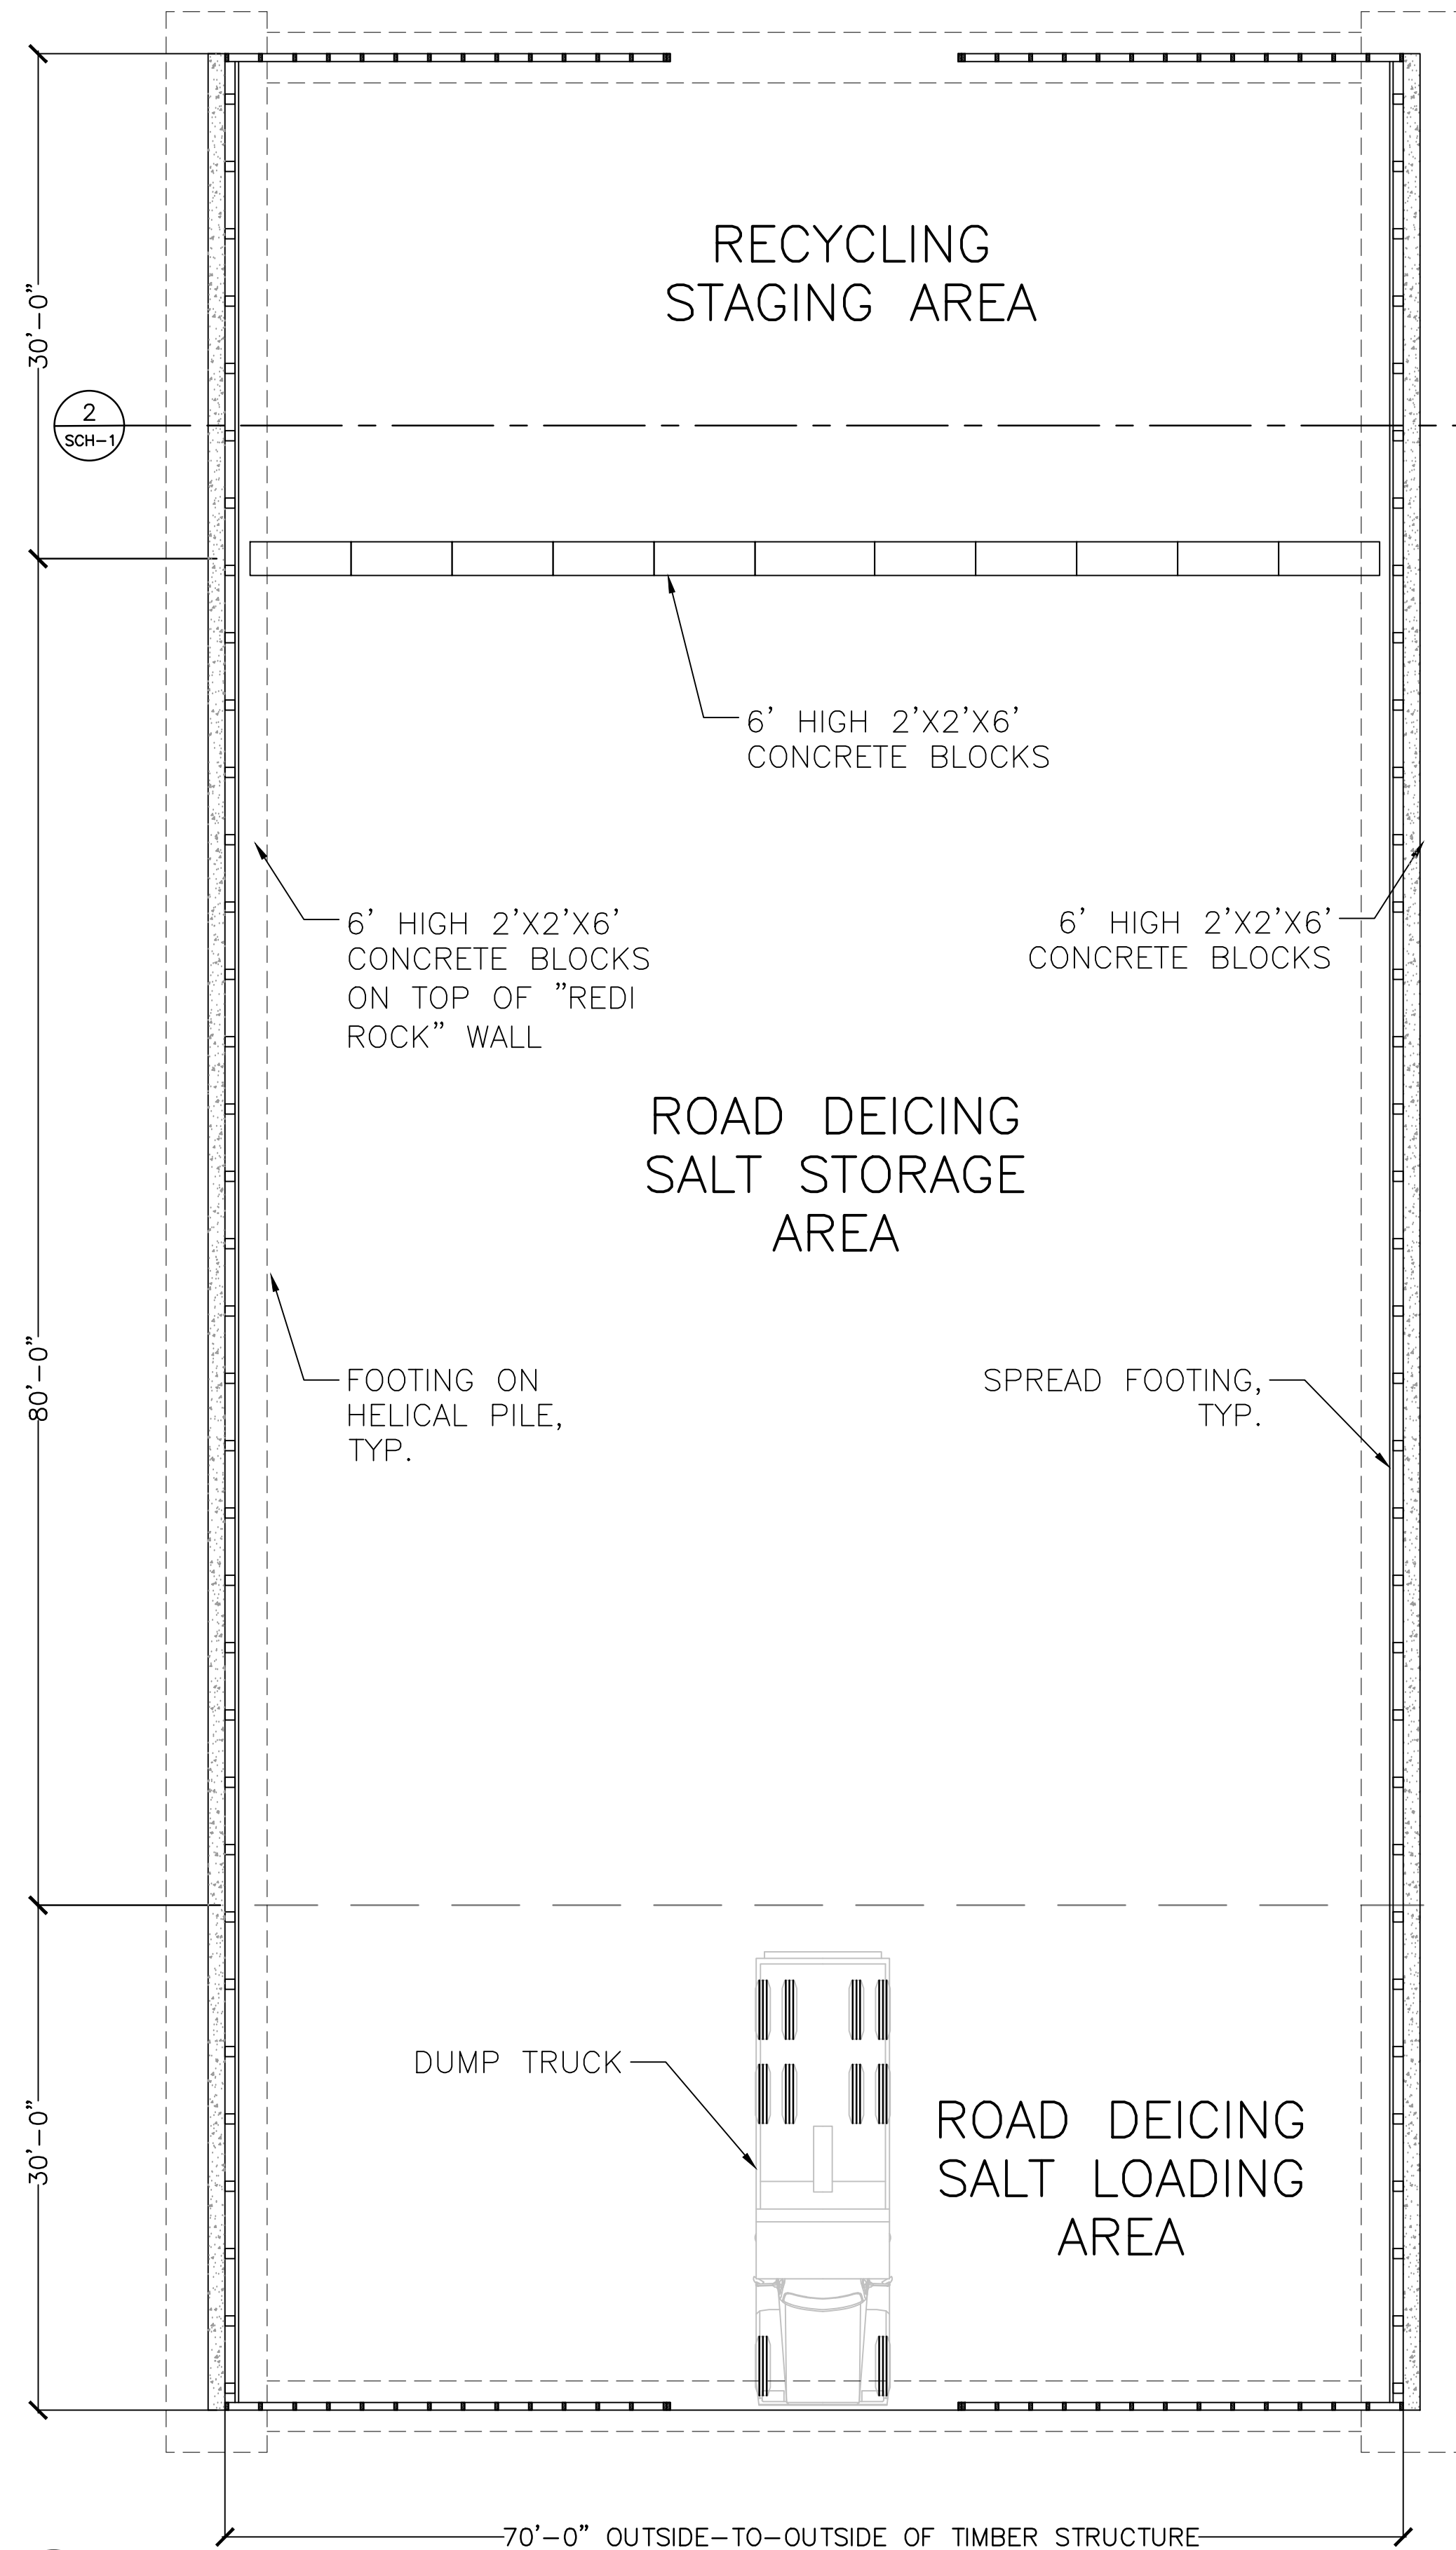 RECYCLING
STAGING AREA
30'-0"
2
SCH-1
6' HIGH 2'X2'X6'
CONCRETE BLOCKS
6' HIGH 2'X2'X6'
CONCRETE BLOCKS
ON TOP OF "REDI
ROCK" WALL
6' HIGH 2'X2'X6'
CONCRETE BLOCKS
ROAD DEICING
SALT STORAGE
AREA
80'-0"
FOOTING ON
HELICAL PILE,
TYP.
SPREAD FOOTING,
TYP.
DUMP TRUCK
30'-0"
ROAD DEICING
SALT LOADING
AREA
70'-0" OUTSIDE-TO-OUTSIDE OF TIMBER STRUCTURE